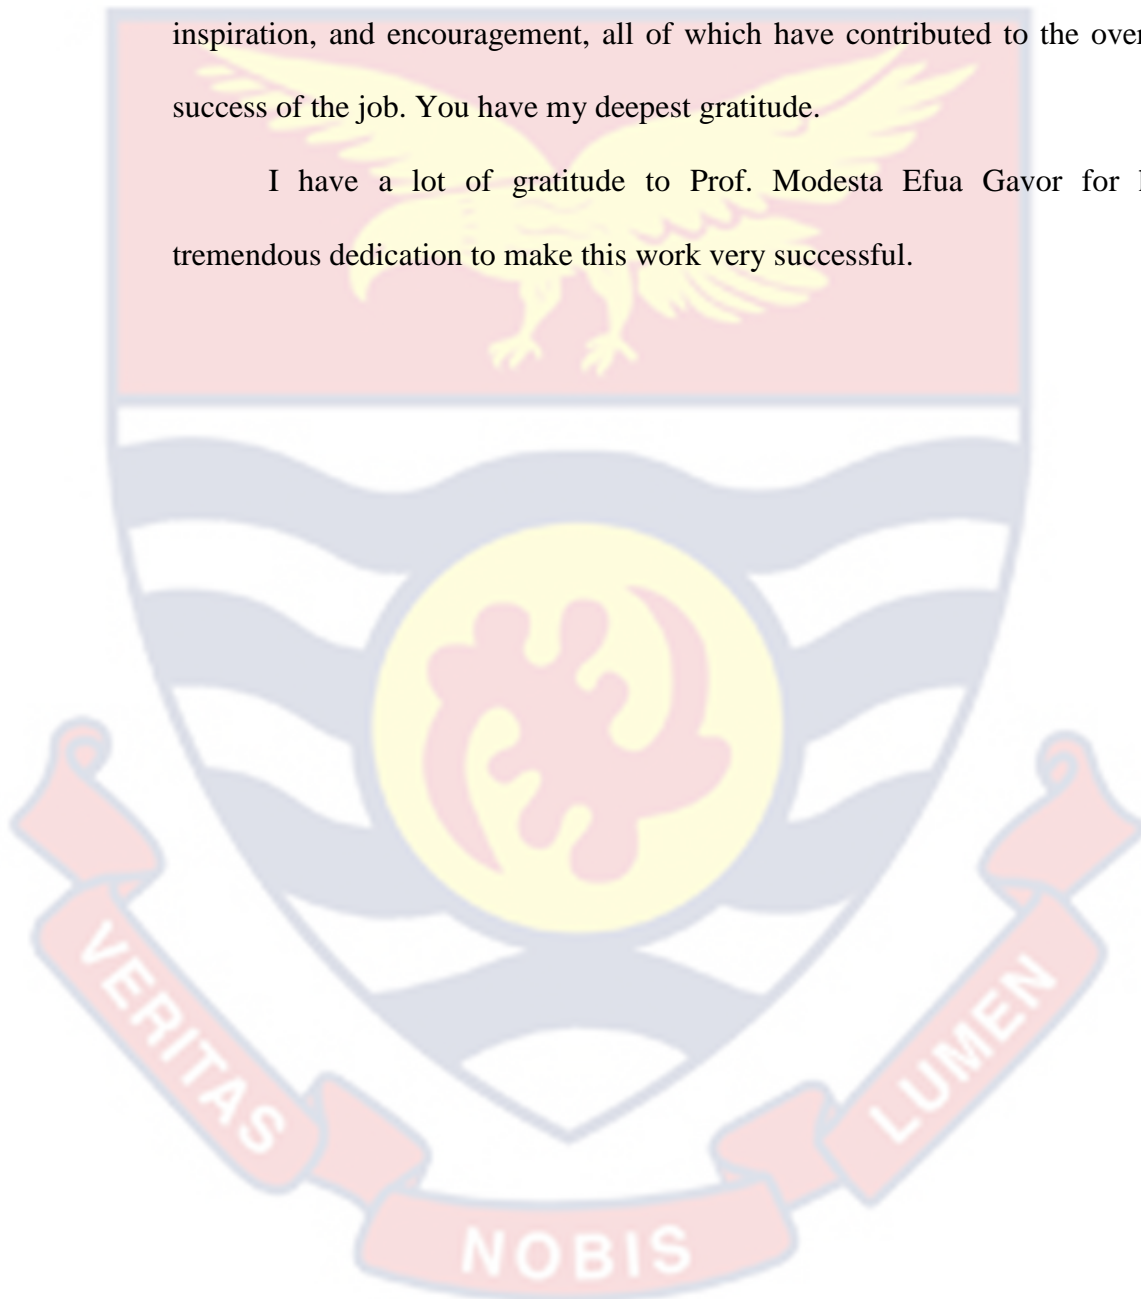 inspiration, and encouragement, all of which have contributed to the over
success of the job. You have my deepest gratitude.
I have a lot of gratitude to Prof. Modesta Efua Gavor for
tremendous dedication to make this work very successful.
VERITAS
NOBIS
LUMEN